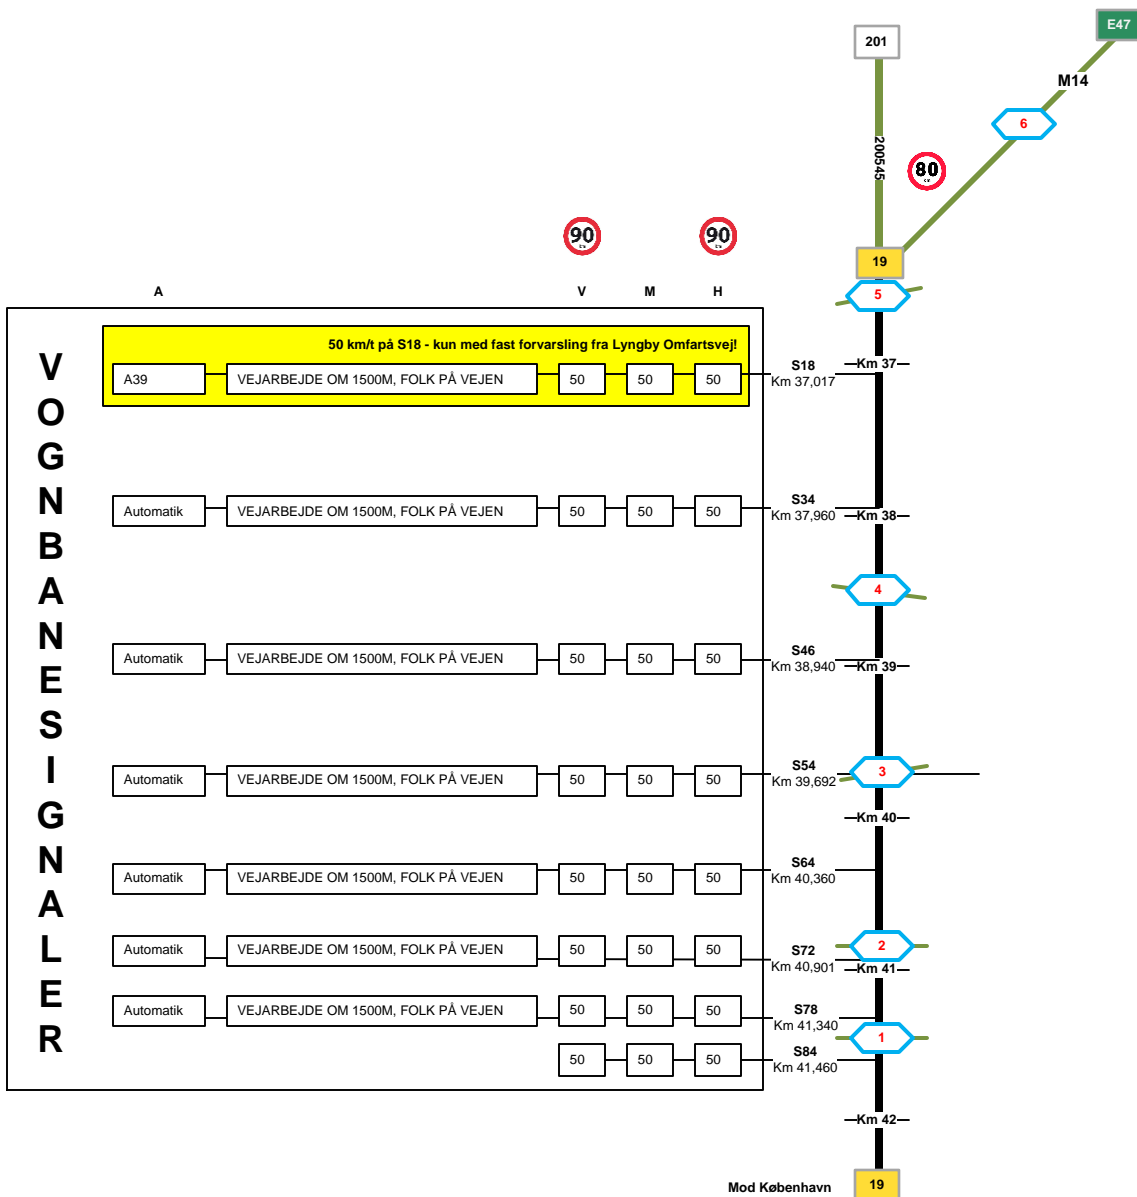 E47
201
M14
6
200545
80
90
90
19
A
V
M
H
5
VOGNBANESIGNALER
50 km/t på S18 - kun med fast forvarsling fra Lyngby Omfartsvej!
A39
VEJARBEJDE OM 1500M, FOLK PÅ VEJEN
50
50
50
S18
Km 37,017
Km 37
Automatik
VEJARBEJDE OM 1500M, FOLK PÅ VEJEN
50
50
50
S34
Km 37,960
Km 38
4
Automatik
VEJARBEJDE OM 1500M, FOLK PÅ VEJEN
50
50
50
S46
Km 38,940
Km 39
Automatik
VEJARBEJDE OM 1500M, FOLK PÅ VEJEN
50
50
50
S54
Km 39,692
3
Km 40
Automatik
VEJARBEJDE OM 1500M, FOLK PÅ VEJEN
50
50
50
S64
Km 40,360
Automatik
VEJARBEJDE OM 1500M, FOLK PÅ VEJEN
50
50
50
S72
Km 40,901
2
Km 41
Automatik
VEJARBEJDE OM 1500M, FOLK PÅ VEJEN
50
50
50
S78
Km 41,340
1
50
50
50
S84
Km 41,460
Km 42
Mod København
19